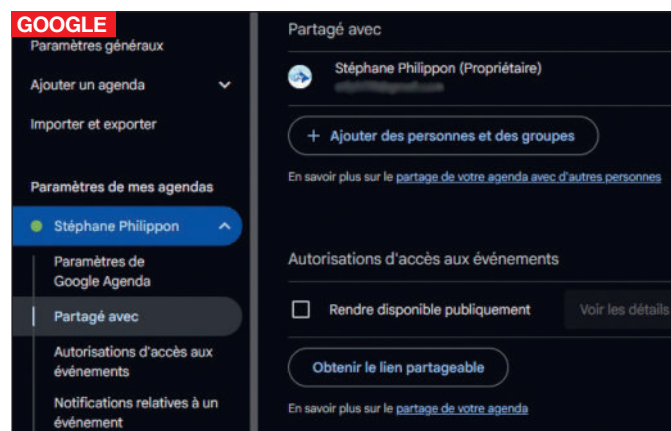 GOOGLE
Paramètres généraux
Ajouter un agenda
Importer et exporter
Paramètres de mes agendas
Stéphane Philippon
Paramètres de
Google Agenda
Partagé avec
Autorisations d'accès aux
événements
Notifications relatives à un
événement
Partagé avec
Stéphane Philippon (Propriétaire)
+ Ajouter des personnes et des groupes
En savoir plus sur le partage de votre agenda avec d'autres personnes
Autorisations d'accès aux événements
Rendre disponible publiquement
Voir les détails
Obtenir le lien partageable
En savoir plus sur le partage de votre agenda